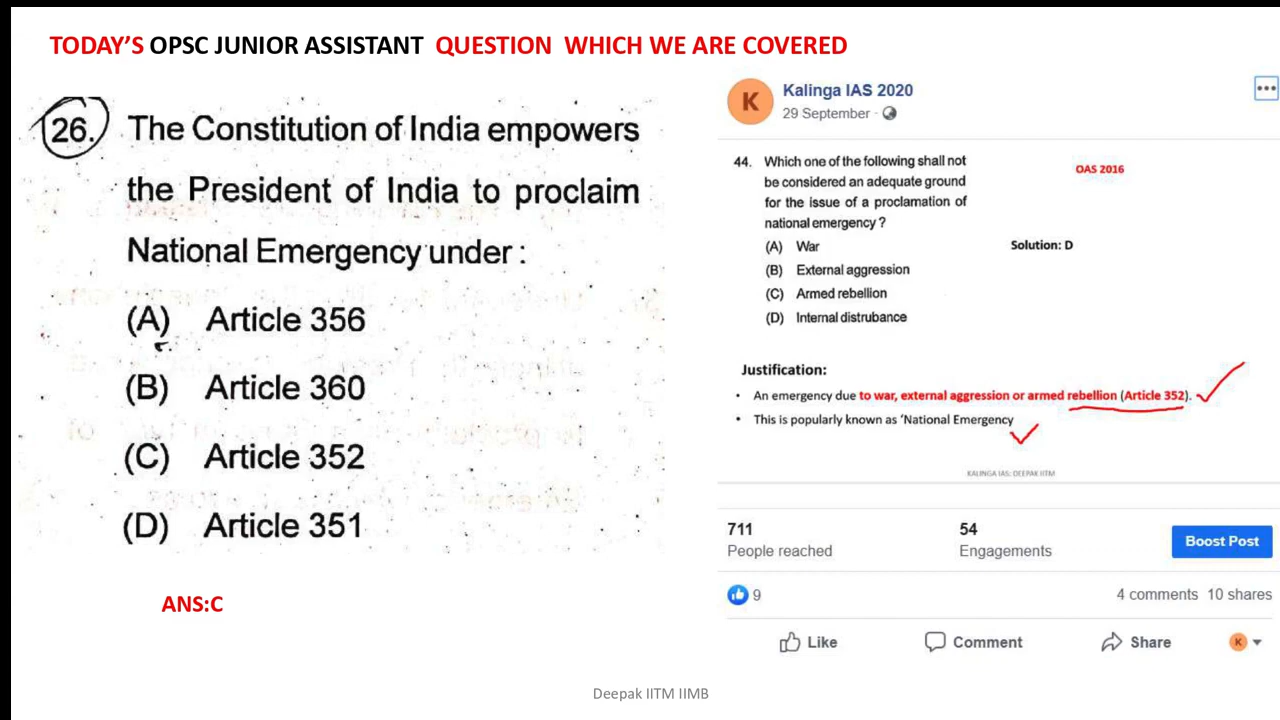 TODAY'S OPSC JUNIOR ASSISTANT QUESTION WHICH WE ARE COVERED
26. The Constitution of India empowers
the President of India to proclaim
National Emergency under :
(A) Article 356
(B) Article 360
(C) Article 352
(D) Article 351
ANS:C
K
Kalinga IAS 2020
29 September ·
44. Which one of the following shall not
be considered an adequate ground
for the issue of a proclamation of
national emergency ?
(A) War
(B) External aggression
(C) Armed rebellion
(D) Internal distrubance
OAS 2016
Solution: D
Justification:
• An emergency due to war, external aggression or armed rebellion (Article 352).
• This is popularly known as 'National Emergency
KALINGA IAS: DEEPAK IITM
711
People reached
54
Engagements
Boost Post
9
4 comments 10 shares
Like
Comment
Share
K
Deepak IITM IIMB